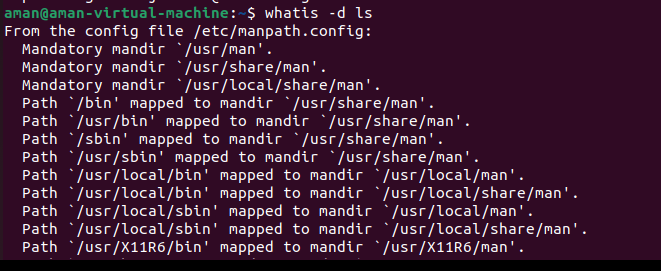 aman@aman-virtual-machine:~$ whatis -d ls
From the config file /etc/manpath.config:
  Mandatory mandir `/usr/man'.
  Mandatory mandir `/usr/share/man'.
  Mandatory mandir `/usr/local/share/man'.
  Path `/bin' mapped to mandir `/usr/share/man'.
  Path `/usr/bin' mapped to mandir `/usr/share/man'.
  Path `/sbin' mapped to mandir `/usr/share/man'.
  Path `/usr/sbin' mapped to mandir `/usr/share/man'.
  Path `/usr/local/bin' mapped to mandir `/usr/local/man'.
  Path `/usr/local/bin' mapped to mandir `/usr/local/share/man'.
  Path `/usr/local/sbin' mapped to mandir `/usr/local/man'.
  Path `/usr/local/sbin' mapped to mandir `/usr/local/share/man'.
  Path `/usr/X11R6/bin' mapped to mandir `/usr/X11R6/man'.